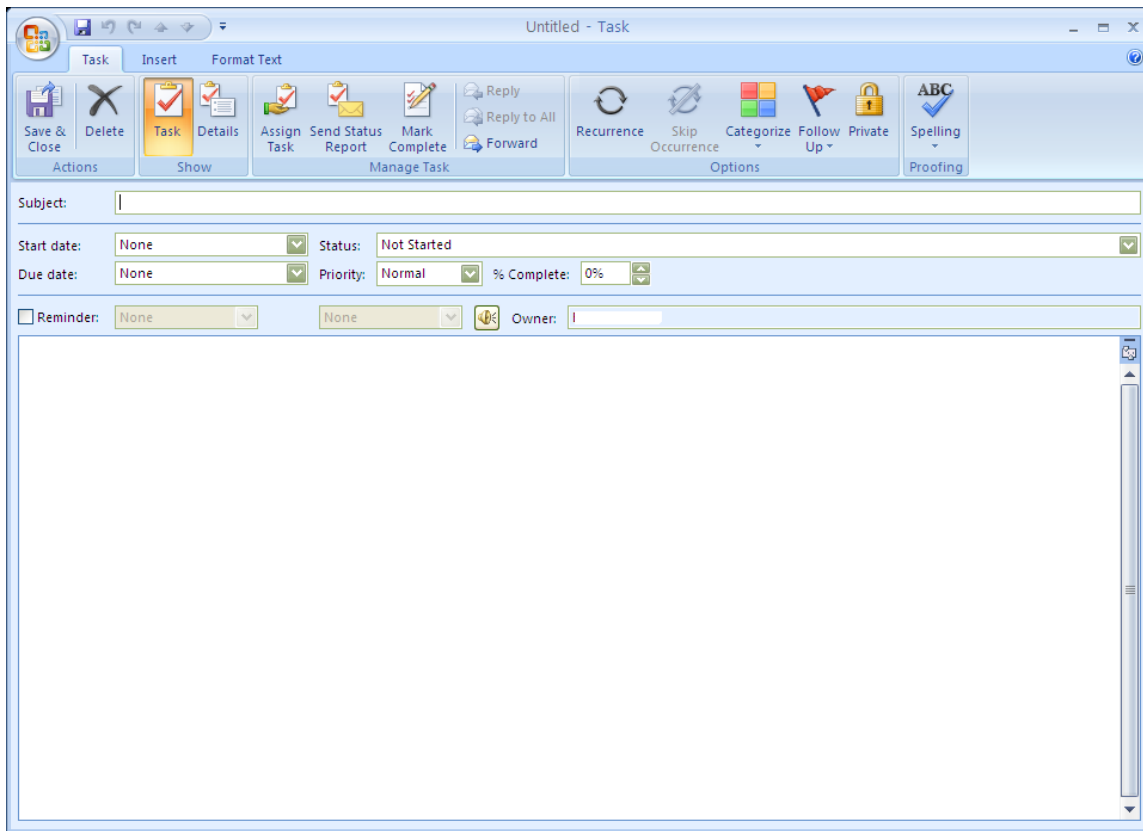 Untitled - Task
Task Insert Format Text
Save & Close
Delete
Task
Details
Assign Task
Send Status Report
Mark Complete
Reply
Reply to All
Forward
Recurrence
Skip Occurrence
Categorize
Follow Up
Private
ABC
Spelling
Actions Show Manage Task Options Proofing
Subject:
Start date: None Status: Not Started
Due date: None Priority: Normal % Complete: 0%
Reminder: None None Owner: